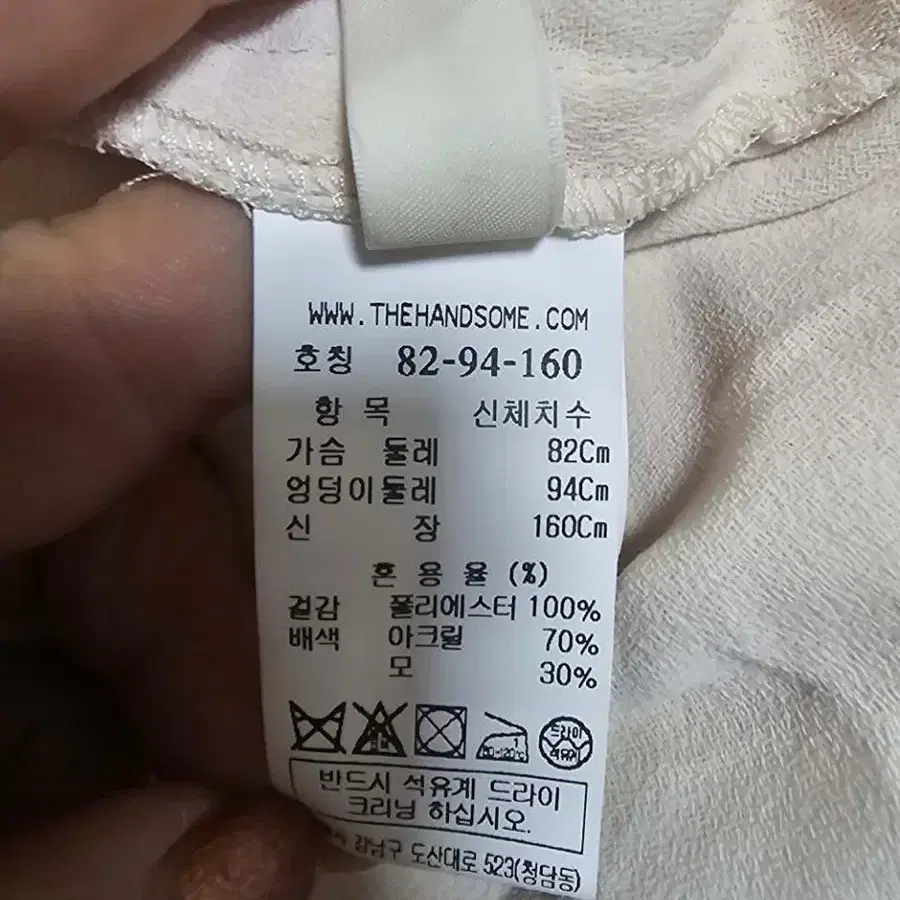 WWW.THEHANDSOME.COM
호칭 82-94-160
항 목 신체치수
가슴 둘레 82Cm
엉덩이둘레 94Cm
신 장 160Cm
혼 용 율 (%)
겉감 폴리에스터 100%
배색 아크릴 70%
모 30%
1
80-120℃
드라이
석유계
반드시 석유계 드라이
크리닝 하십시오.
강남구 도산대로 523(청담동)